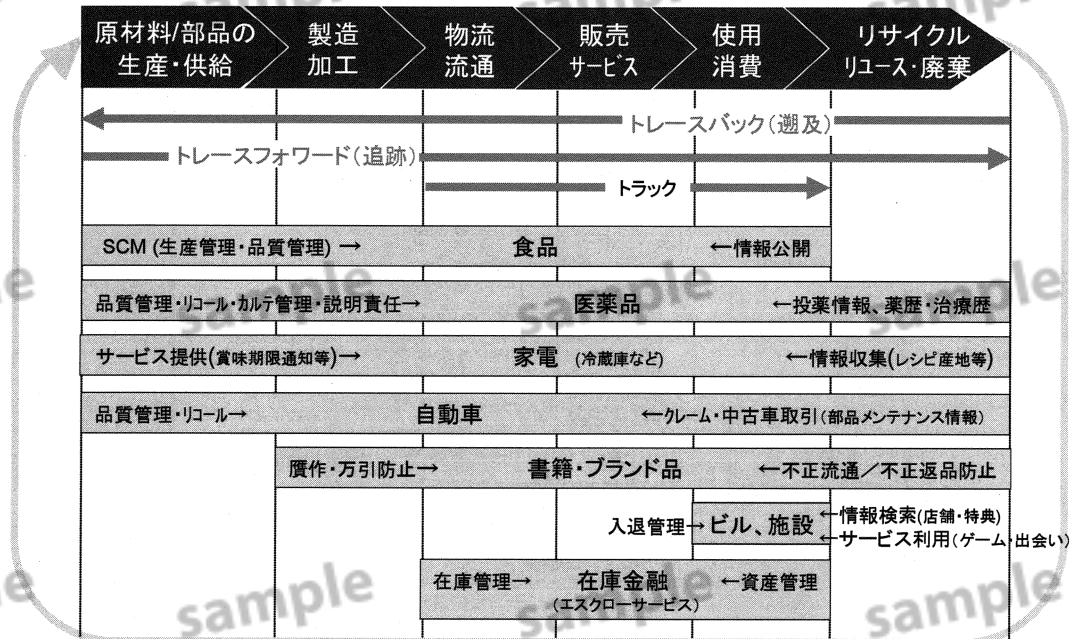 原材料/部品の
生産・供給
製造
加工
物流
流通
販売
サービス
使用
消費
リサイクル
リユース・廃棄
トレースバック(遡及)
トレースフォワード(追跡)
トラック
SCM (生産管理・品質管理) → 食品 ←情報公開
品質管理・リコール・カルテ管理・説明責任→ 医薬品 ←投薬情報、薬歴・治療歴
サービス提供(賞味期限通知等)→ 家電 (冷蔵庫など) ←情報収集(レシピ産地等)
品質管理・リコール→ 自動車 ←クレーム・中古車取引(部品メンテナンス情報)
贋作・万引防止→ 書籍・ブランド品 ←不正流通/不正返品防止
入退管理→ ビル、施設 ←情報検索(店舗・特典)
←サービス利用(ゲーム・出会い)
在庫管理→ 在庫金融 ←資産管理
(エスクローサービス)
sample
sample
sample
sample
sample
sample